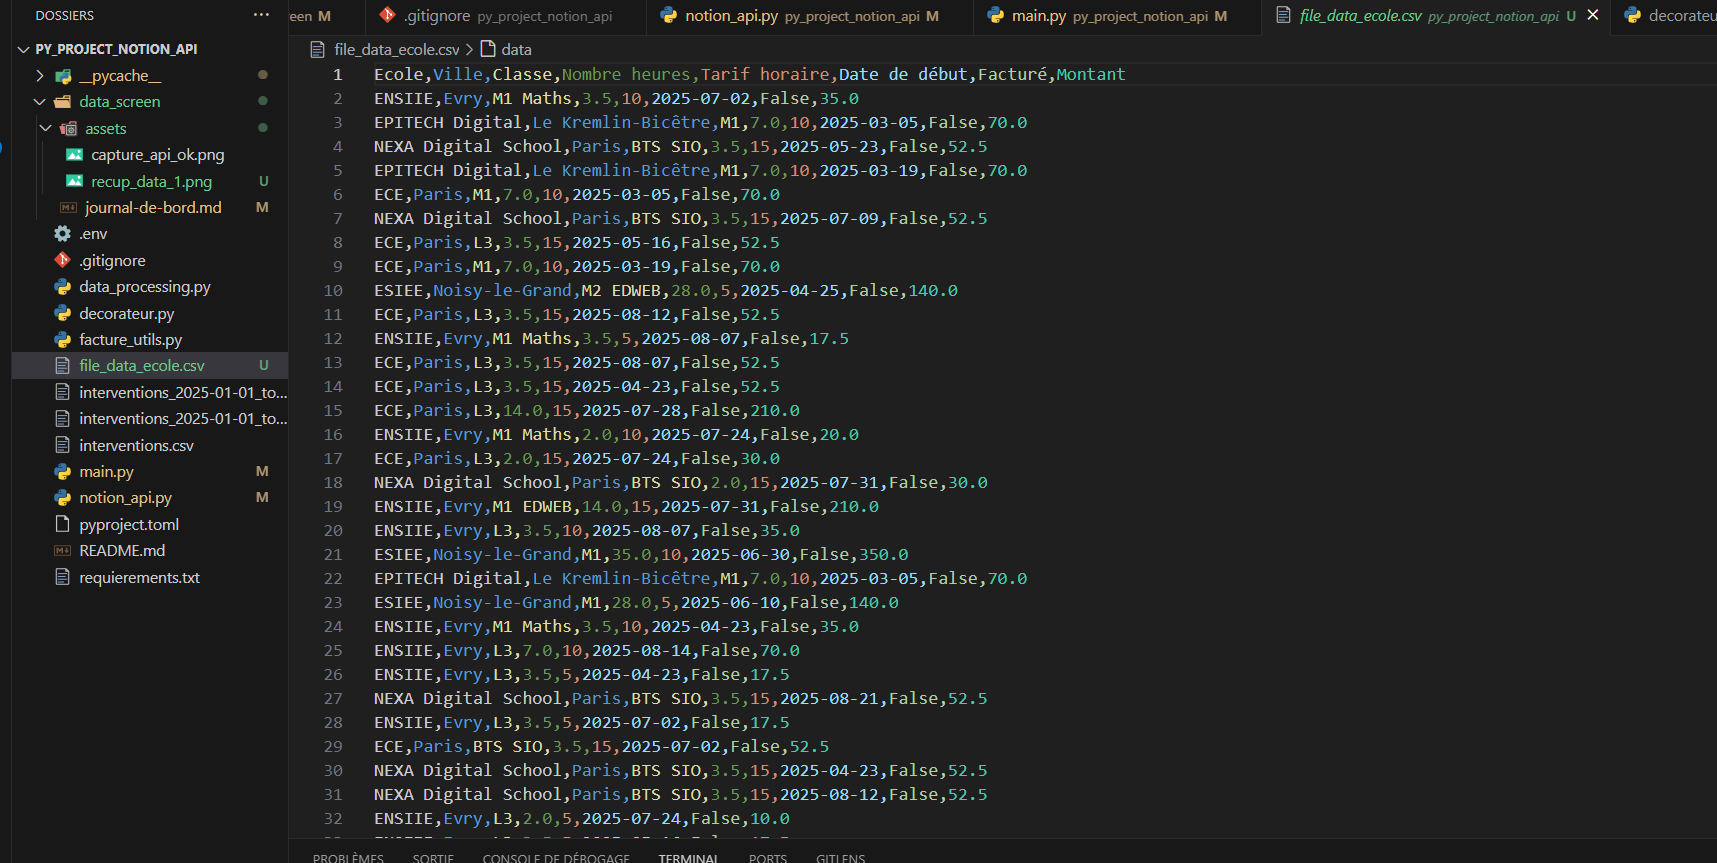 DOSSIERS ...
PY_PROJECT_NOTION_API
__pycache__
data_screen
assets
capture_api_ok.png
recup_data_1.png U
journal-de-bord.md M
.env
.gitignore
data_processing.py
decorateur.py
facture_utils.py
file_data_ecole.csv U
interventions_2025-01-01_to...
interventions_2025-01-01_to...
interventions.csv
main.py M
notion_api.py M
pyproject.toml
README.md
requierements.txt
een M .gitignore py_project_notion_api notion_api.py py_project_notion_api M main.py py_project_notion_api M file_data_ecole.csv py_project_notion_api U decorateu
file_data_ecole.csv > data
1 Ecole,Ville,Classe,Nombre heures,Tarif horaire,Date de début,Facturé,Montant
2 ENSIIE,Evry,M1 Maths,3.5,10,2025-07-02,False,35.0
3 EPITECH Digital,Le Kremlin-Bicêtre,M1,7.0,10,2025-03-05,False,70.0
4 NEXA Digital School,Paris,BTS SIO,3.5,15,2025-05-23,False,52.5
5 EPITECH Digital,Le Kremlin-Bicêtre,M1,7.0,10,2025-03-19,False,70.0
6 ECE,Paris,M1,7.0,10,2025-03-05,False,70.0
7 NEXA Digital School,Paris,BTS SIO,3.5,15,2025-07-09,False,52.5
8 ECE,Paris,L3,3.5,15,2025-05-16,False,52.5
9 ECE,Paris,M1,7.0,10,2025-03-19,False,70.0
10 ESIEE,Noisy-le-Grand,M2 EDWEB,28.0,5,2025-04-25,False,140.0
11 ECE,Paris,L3,3.5,15,2025-08-12,False,52.5
12 ENSIIE,Evry,M1 Maths,3.5,5,2025-08-07,False,17.5
13 ECE,Paris,L3,3.5,15,2025-08-07,False,52.5
14 ECE,Paris,L3,3.5,15,2025-04-23,False,52.5
15 ECE,Paris,L3,14.0,15,2025-07-28,False,210.0
16 ENSIIE,Evry,M1 Maths,2.0,10,2025-07-24,False,20.0
17 ECE,Paris,L3,2.0,15,2025-07-24,False,30.0
18 NEXA Digital School,Paris,BTS SIO,2.0,15,2025-07-31,False,30.0
19 ENSIIE,Evry,M1 EDWEB,14.0,15,2025-07-31,False,210.0
20 ENSIIE,Evry,L3,3.5,10,2025-08-07,False,35.0
21 ESIEE,Noisy-le-Grand,M1,35.0,10,2025-06-30,False,350.0
22 EPITECH Digital,Le Kremlin-Bicêtre,M1,7.0,10,2025-03-05,False,70.0
23 ESIEE,Noisy-le-Grand,M1,28.0,5,2025-06-10,False,140.0
24 ENSIIE,Evry,M1 Maths,3.5,10,2025-04-23,False,35.0
25 ENSIIE,Evry,L3,7.0,10,2025-08-14,False,70.0
26 ENSIIE,Evry,L3,3.5,5,2025-04-23,False,17.5
27 NEXA Digital School,Paris,BTS SIO,3.5,15,2025-08-21,False,52.5
28 ENSIIE,Evry,L3,3.5,5,2025-07-02,False,17.5
29 ECE,Paris,BTS SIO,3.5,15,2025-07-02,False,52.5
30 NEXA Digital School,Paris,BTS SIO,3.5,15,2025-04-23,False,52.5
31 NEXA Digital School,Paris,BTS SIO,3.5,15,2025-08-12,False,52.5
32 ENSIIE,Evry,L3,2.0,5,2025-07-24,False,10.0
PROBLÈMES SORTIE CONSOLE DE DÉBOGAGE TERMINAL PORTS GITLENS